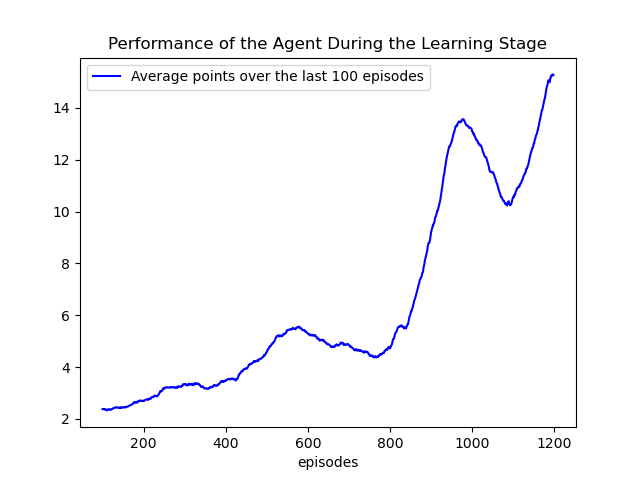 Performance of the Agent During the Learning Stage
Average points over the last 100 episodes
14
12
10
8
6
4
2
200 400 600 800 1000 1200
episodes